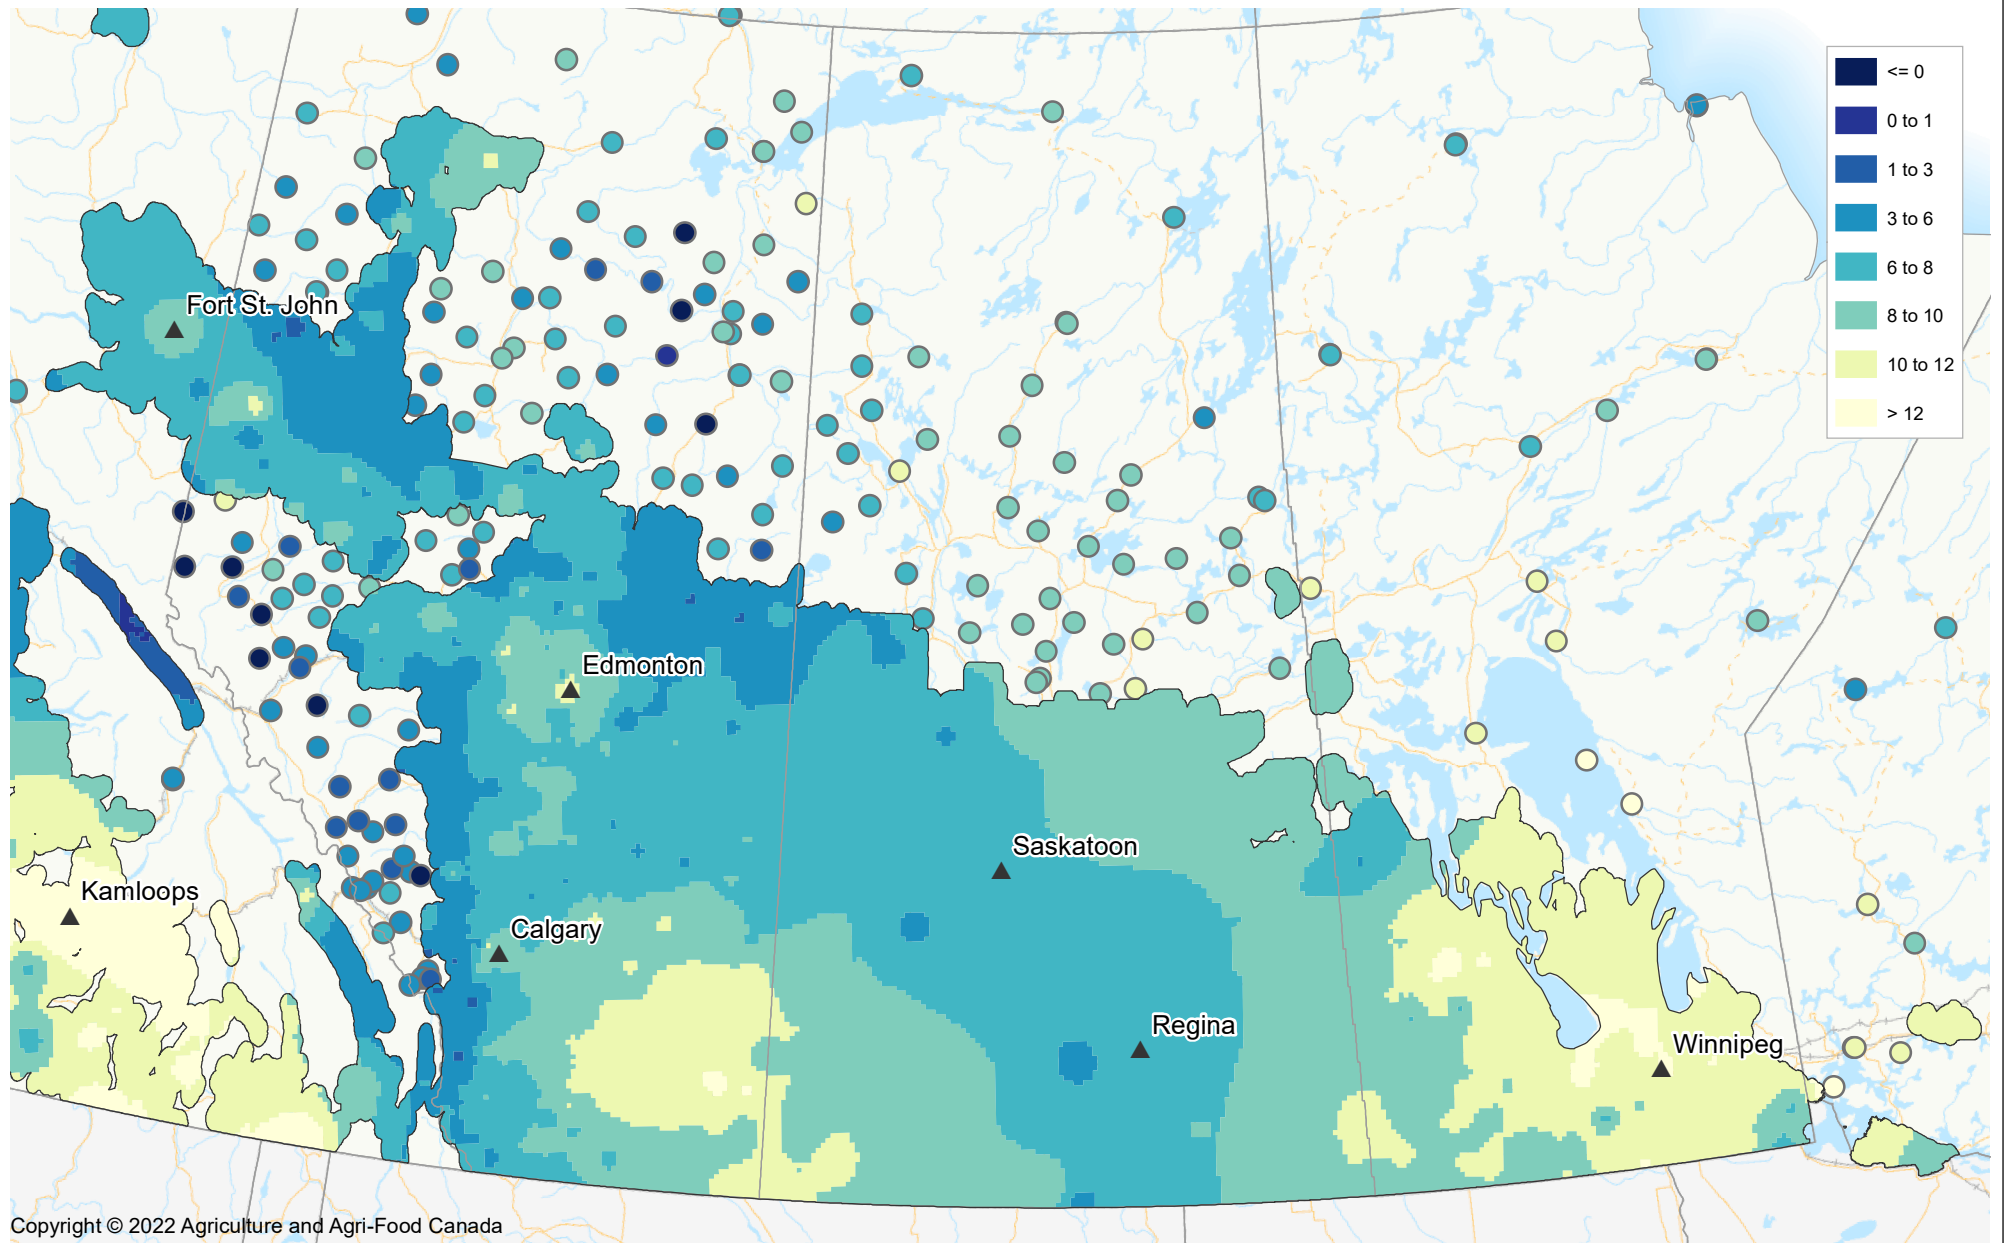 <= 0
0 to 1
1 to 3
3 to 6
6 to 8
8 to 10
10 to 12
> 12
Fort St. John
Edmonton
Saskatoon
Kamloops
Calgary
Regina
Winnipeg
Copyright © 2022 Agriculture and Agri-Food Canada